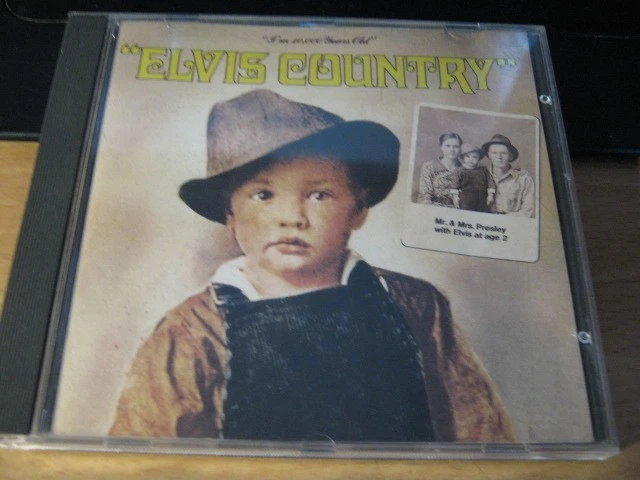 "I'm 10,000 Years Old"
"ELVIS COUNTRY"
Mr. & Mrs. Presley
with Elvis at age 2